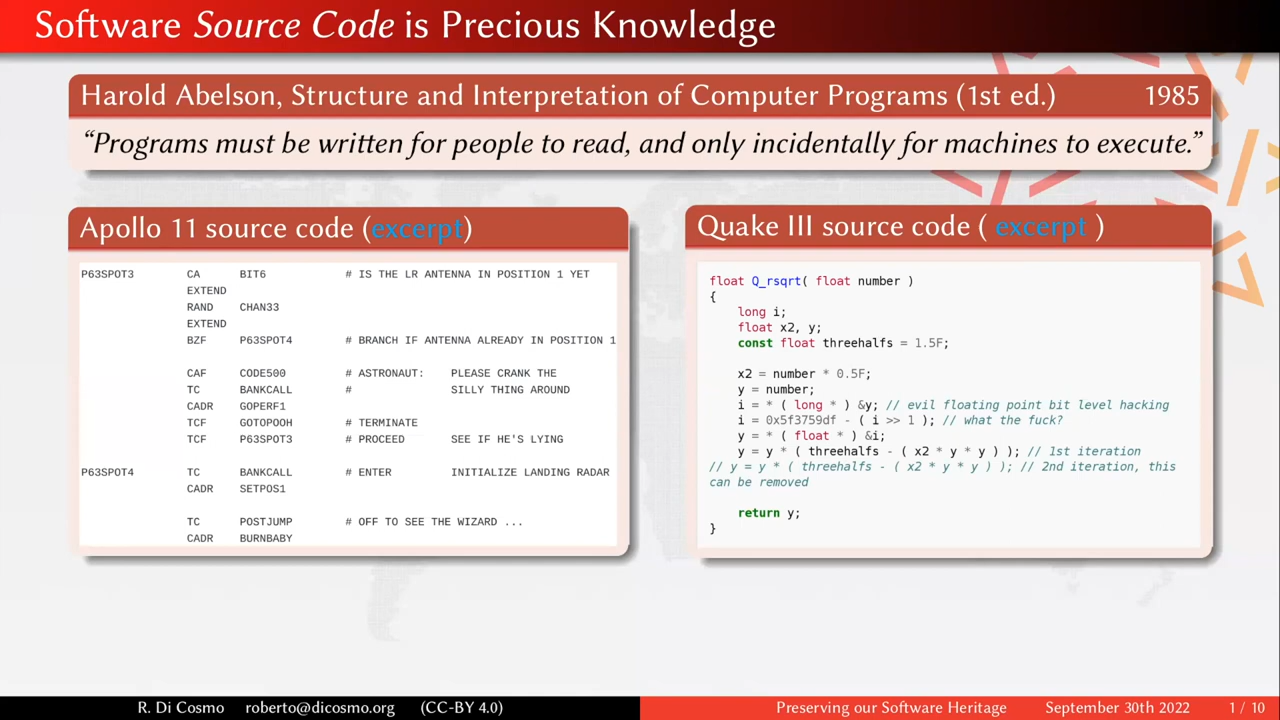 Software Source Code is Precious Knowledge
Harold Abelson, Structure and Interpretation of Computer Programs (1st ed.) 1985
“Programs must be written for people to read, and only incidentally for machines to execute.”
Apollo 11 source code (excerpt)
P63SPOT3 CA BIT6 # IS THE LR ANTENNA IN POSITION 1 YET
EXTEND
RAND CHAN33
EXTEND
BZF P63SPOT4 # BRANCH IF ANTENNA ALREADY IN POSITION 1
CAF CODE500 # ASTRONAUT: PLEASE CRANK THE
TC BANKCALL # SILLY THING AROUND
CADR GOPERF1
TCF GOTOPOOH # TERMINATE
TCF P63SPOT3 # PROCEED SEE IF HE'S LYING
P63SPOT4 TC BANKCALL # ENTER INITIALIZE LANDING RADAR
CADR SETPOS1
TC POSTJUMP # OFF TO SEE THE WIZARD ...
CADR BURNBABY
Quake III source code ( excerpt )
float Q_rsqrt( float number )
{
long i;
float x2, y;
const float threehalfs = 1.5F;
x2 = number * 0.5F;
y = number;
i = * ( long * ) &y; // evil floating point bit level hacking
i = 0x5f3759df - ( i >> 1 ); // what the fuck?
y = * ( float * ) &i;
y = y * ( threehalfs - ( x2 * y * y ) ); // 1st iteration
// y = y * ( threehalfs - ( x2 * y * y ) ); // 2nd iteration, this
can be removed
return y;
}
R. Di Cosmo roberto@dicosmo.org (CC-BY 4.0) Preserving our Software Heritage September 30th 2022 1 / 10